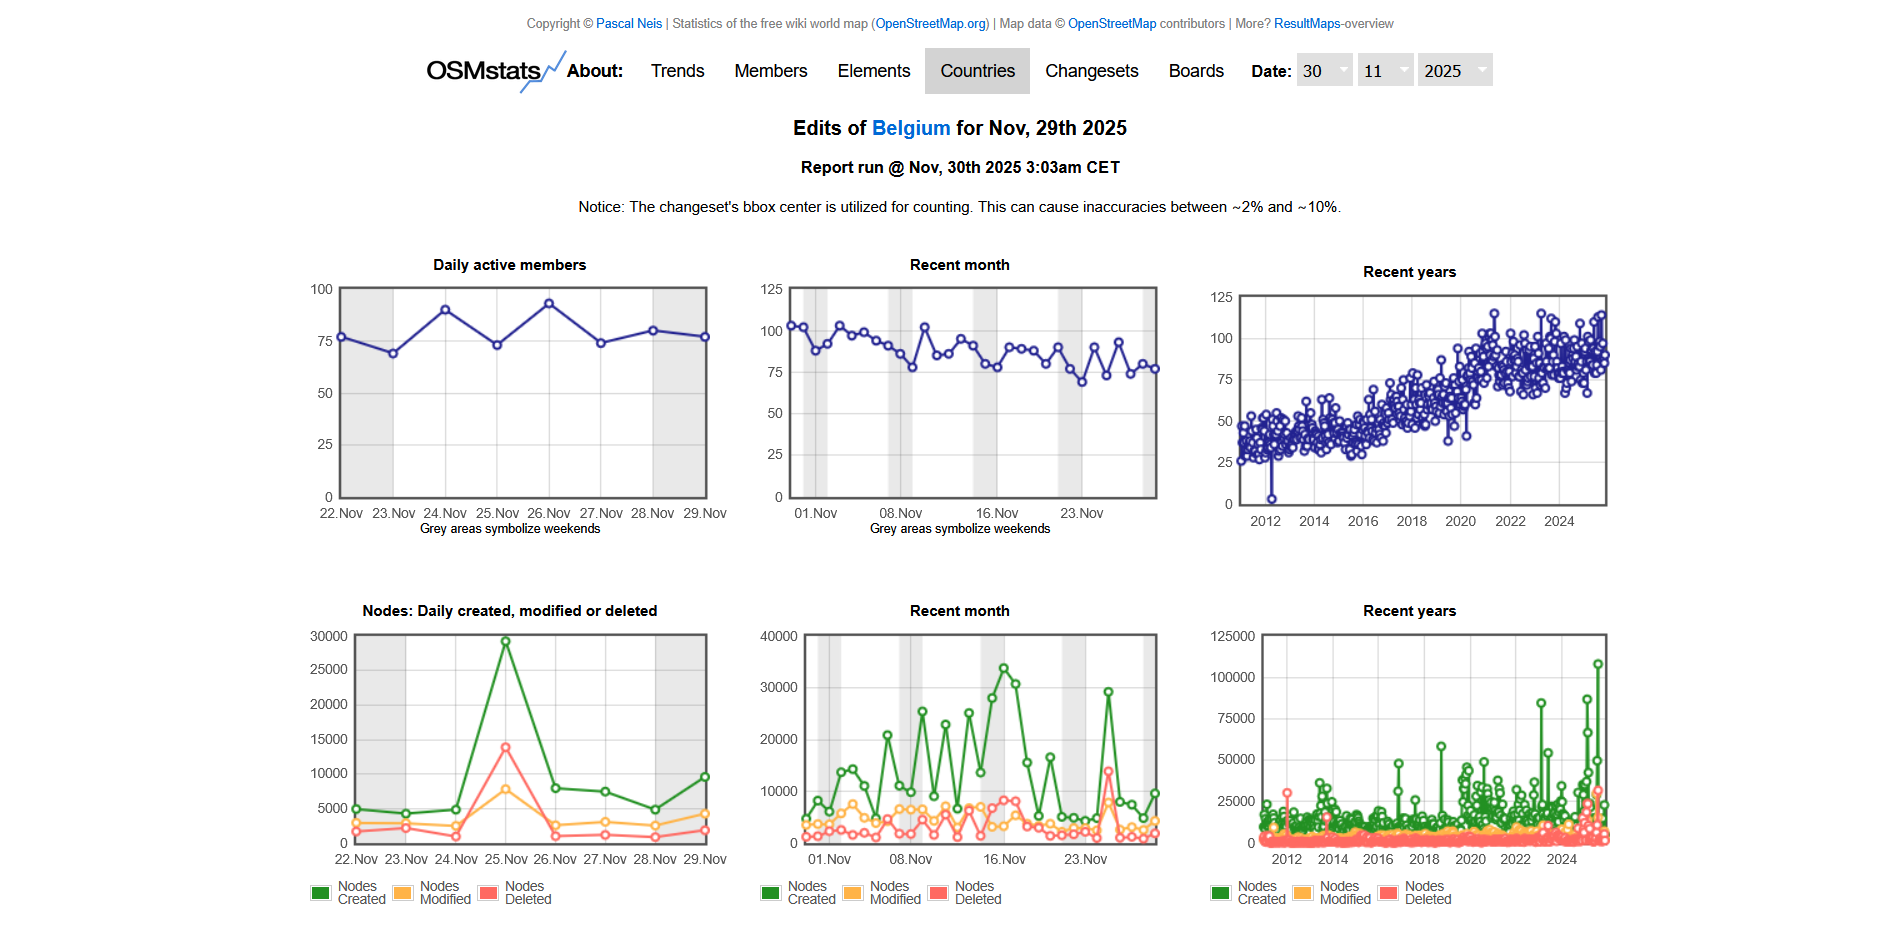 Copyright © Pascal Neis | Statistics of the free wiki world map (OpenStreetMap.org) | Map data © OpenStreetMap contributors | More? ResultMaps-overview
OSMstats About: Trends Members Elements Countries Changesets Boards Date: 30 11 2025
Edits of Belgium for Nov, 29th 2025
Report run @ Nov, 30th 2025 3:03am CET
Notice: The changeset's bbox center is utilized for counting. This can cause inaccuracies between ~2% and ~10%.
Daily active members
100
75
50
25
0
22.Nov 23.Nov 24.Nov 25.Nov 26.Nov 27.Nov 28.Nov 29.Nov
Grey areas symbolize weekends
Recent month
125
100
75
50
25
0
01.Nov 08.Nov 16.Nov 23.Nov
Grey areas symbolize weekends
Recent years
125
100
75
50
25
0
2012 2014 2016 2018 2020 2022 2024
Nodes: Daily created, modified or deleted
30000
25000
20000
15000
10000
5000
0
22.Nov 23.Nov 24.Nov 25.Nov 26.Nov 27.Nov 28.Nov 29.Nov
Nodes Created
Nodes Modified
Nodes Deleted
Recent month
40000
30000
20000
10000
0
01.Nov 08.Nov 16.Nov 23.Nov
Nodes Created
Nodes Modified
Nodes Deleted
Recent years
125000
100000
75000
50000
25000
0
2012 2014 2016 2018 2020 2022 2024
Nodes Created
Nodes Modified
Nodes Deleted